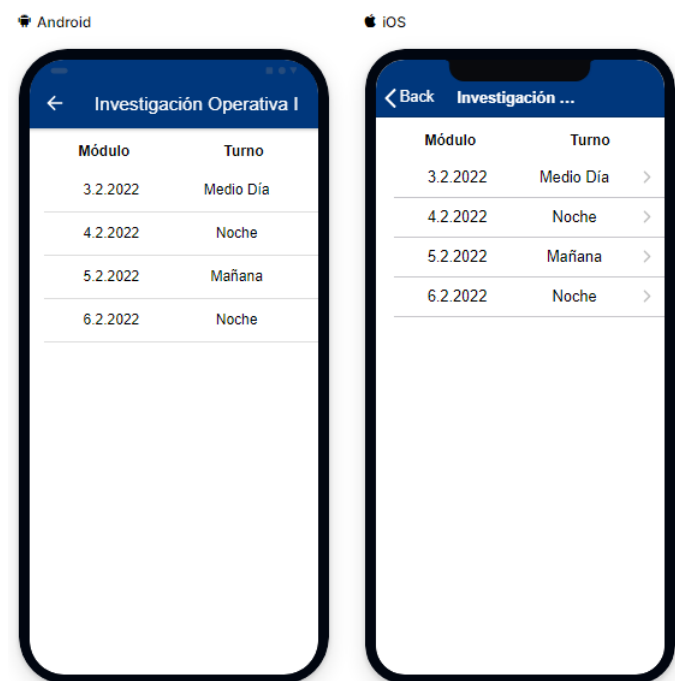 Android
Investigación Operativa I
Módulo Turno
3.2.2022 Medio Día
4.2.2022 Noche
5.2.2022 Mañana
6.2.2022 Noche
iOS
Back Investigación ...
Módulo Turno
3.2.2022 Medio Día
4.2.2022 Noche
5.2.2022 Mañana
6.2.2022 Noche